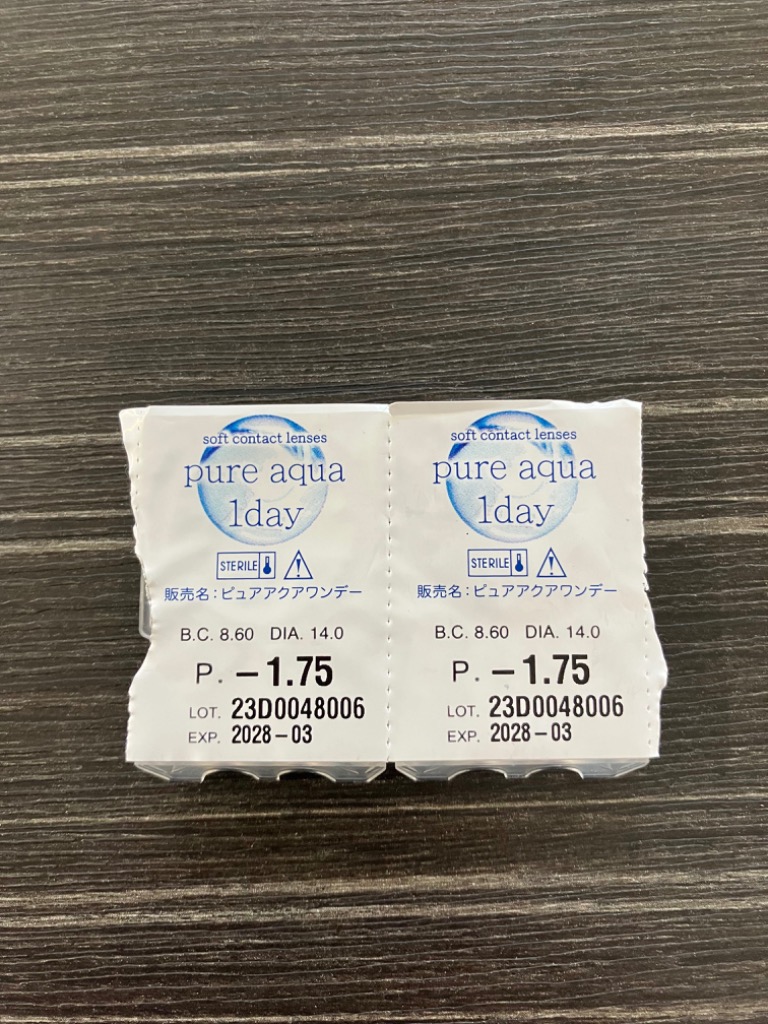 soft contact lenses
pure aqua
1day
STERILE
販売名:ピュアアクアワンデー
B.C. 8.60 DIA. 14.0
P. －1.75
LOT. 23D0048006
EXP. 2028－03
soft contact lenses
pure aqua
1day
STERILE
販売名:ピュアアクアワンデー
B.C. 8.60 DIA. 14.0
P. －1.75
LOT. 23D0048006
EXP. 2028－03